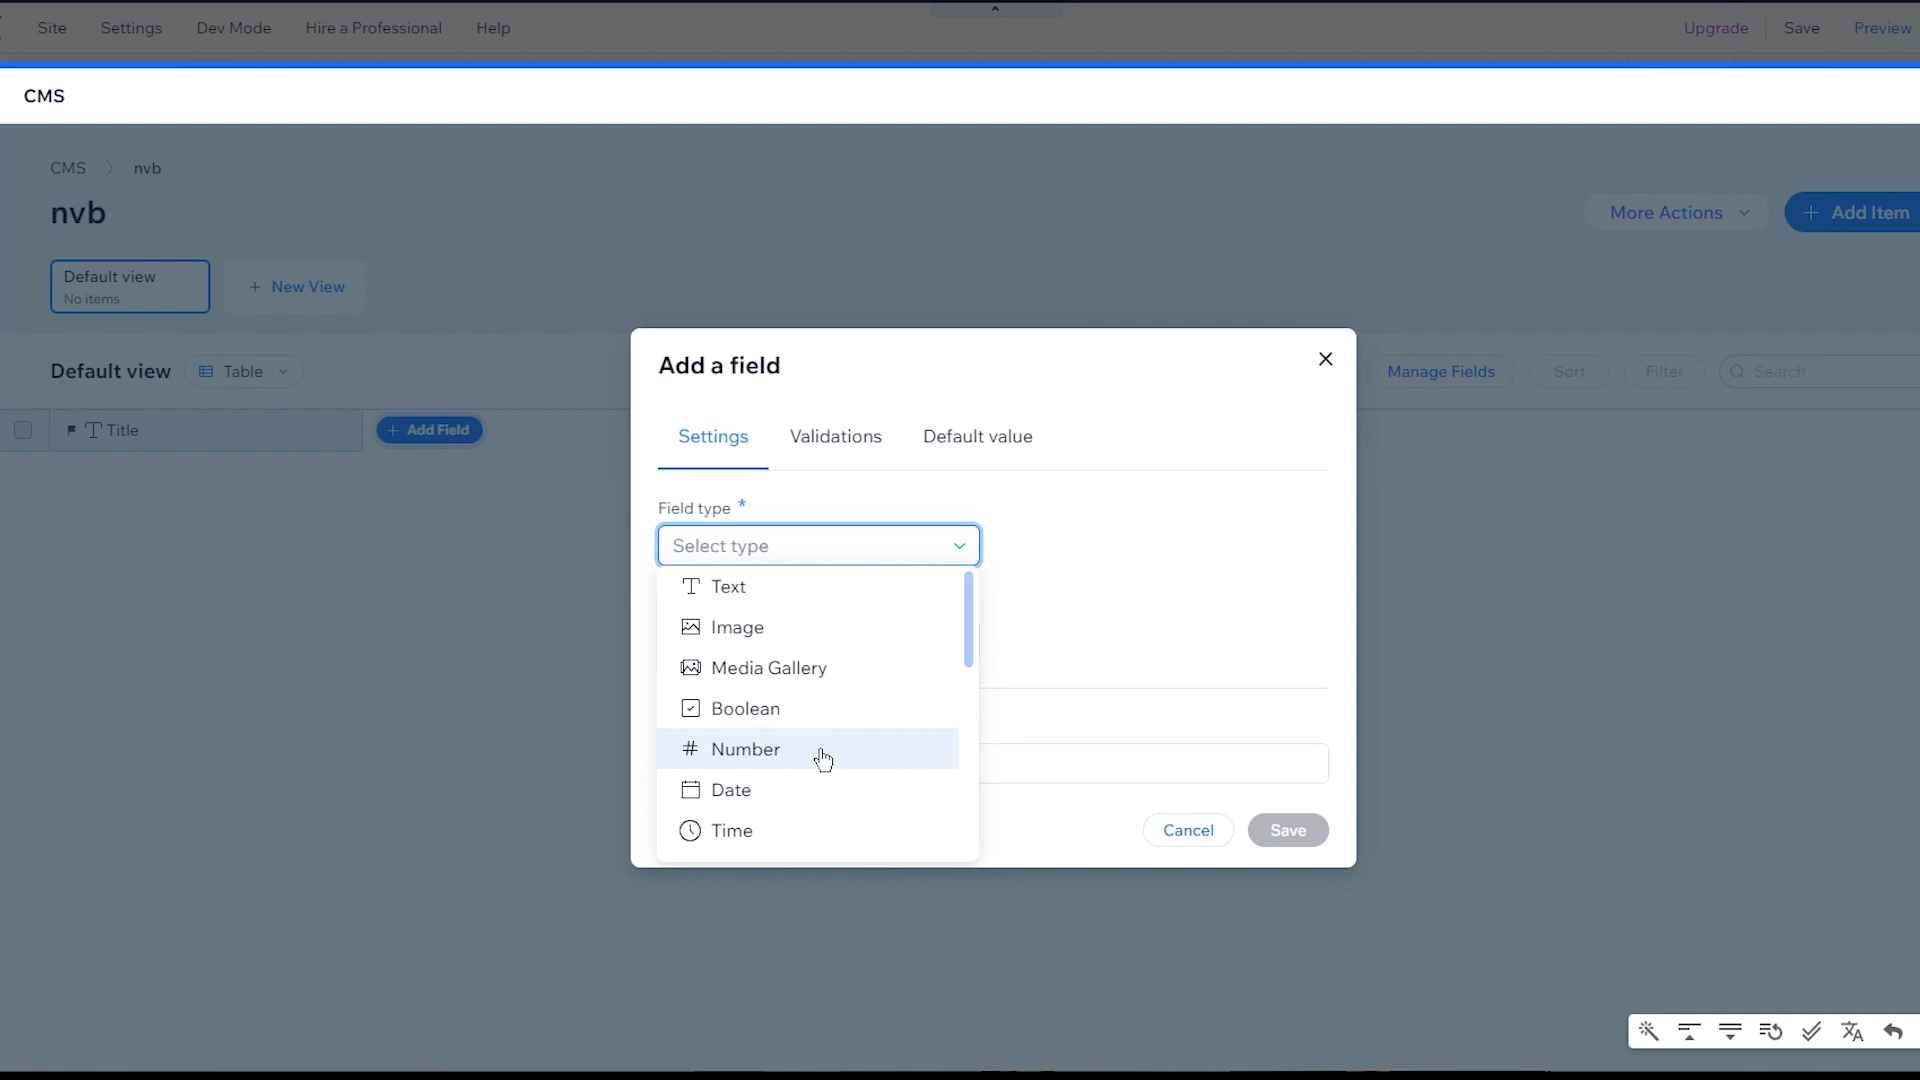 Site Settings Dev Mode Hire a Professional Help Upgrade Save Preview
CMS
CMS nvb
nvb
More Actions + Add Item
Default view
No items
+ New View
Default view Table
Manage Fields Sort Filter Search
Title + Add Field
Add a field
Settings Validations Default value
Field type *
Select type
Text
Image
Media Gallery
Boolean
# Number
Date
Time
Cancel Save